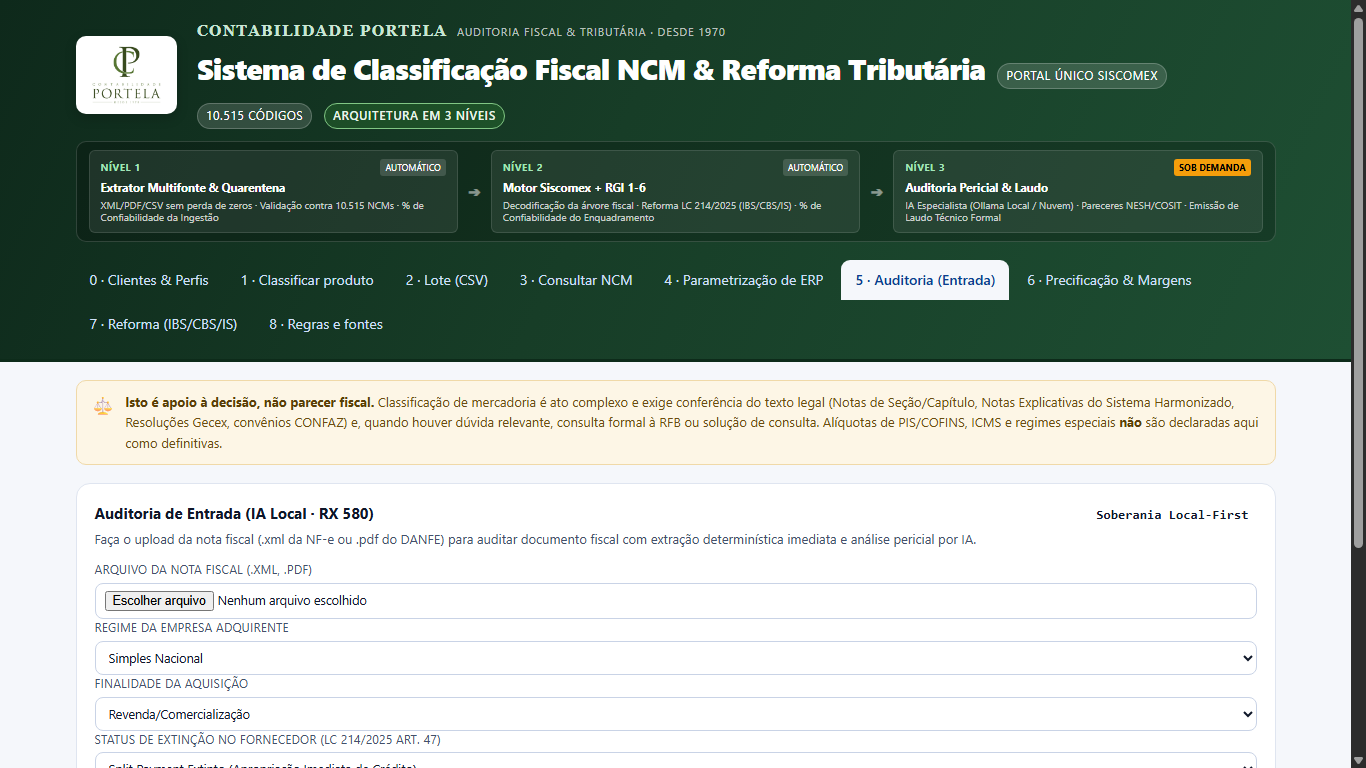 CONTABILIDADE PORTELA AUDITORIA FISCAL & TRIBUTÁRIA · DESDE 1970
Sistema de Classificação Fiscal NCM & Reforma Tributária PORTAL ÚNICO SISCOMEX
CP
CONTABILIDADE
PORTELA
10.515 CÓDIGOS ARQUITETURA EM 3 NÍVEIS
NÍVEL 1 AUTOMÁTICO
Extrator Multifonte & Quarentena
XML/PDF/CSV sem perda de zeros · Validação contra 10.515 NCMs · % de
Confiabilidade da Ingestão
➔
NÍVEL 2 AUTOMÁTICO
Motor Siscomex + RGI 1-6
Decodificação da árvore fiscal · Reforma LC 214/2025 (IBS/CBS/IS) · % de
Confiabilidade do Enquadramento
➔
NÍVEL 3 SOB DEMANDA
Auditoria Pericial & Laudo
IA Especialista (Ollama Local / Nuvem) · Pareceres NESH/COSIT · Emissão de
Laudo Técnico Formal
0 · Clientes & Perfis 1 · Classificar produto 2 · Lote (CSV) 3 · Consultar NCM 4 · Parametrização de ERP 5 · Auditoria (Entrada) 6 · Precificação & Margens
7 · Reforma (IBS/CBS/IS) 8 · Regras e fontes
Isto é apoio à decisão, não parecer fiscal. Classificação de mercadoria é ato complexo e exige conferência do texto legal (Notas de Seção/Capítulo, Notas Explicativas do Sistema Harmonizado,
Resoluções Gecex, convênios CONFAZ) e, quando houver dúvida relevante, consulta formal à RFB ou solução de consulta. Alíquotas de PIS/COFINS, ICMS e regimes especiais não são declaradas aqui
como definitivas.
Auditoria de Entrada (IA Local · RX 580) Soberania Local-First
Faça o upload da nota fiscal (.xml da NF-e ou .pdf do DANFE) para auditar documento fiscal com extração determinística imediata e análise pericial por IA.
ARQUIVO DA NOTA FISCAL (.XML, .PDF)
Escolher arquivo Nenhum arquivo escolhido
REGIME DA EMPRESA ADQUIRENTE
Simples Nacional
FINALIDADE DA AQUISIÇÃO
Revenda/Comercialização
STATUS DE EXTINÇÃO NO FORNECEDOR (LC 214/2025 ART. 47)
Split Payment Extinto (Apropriação Imediata de Crédito)